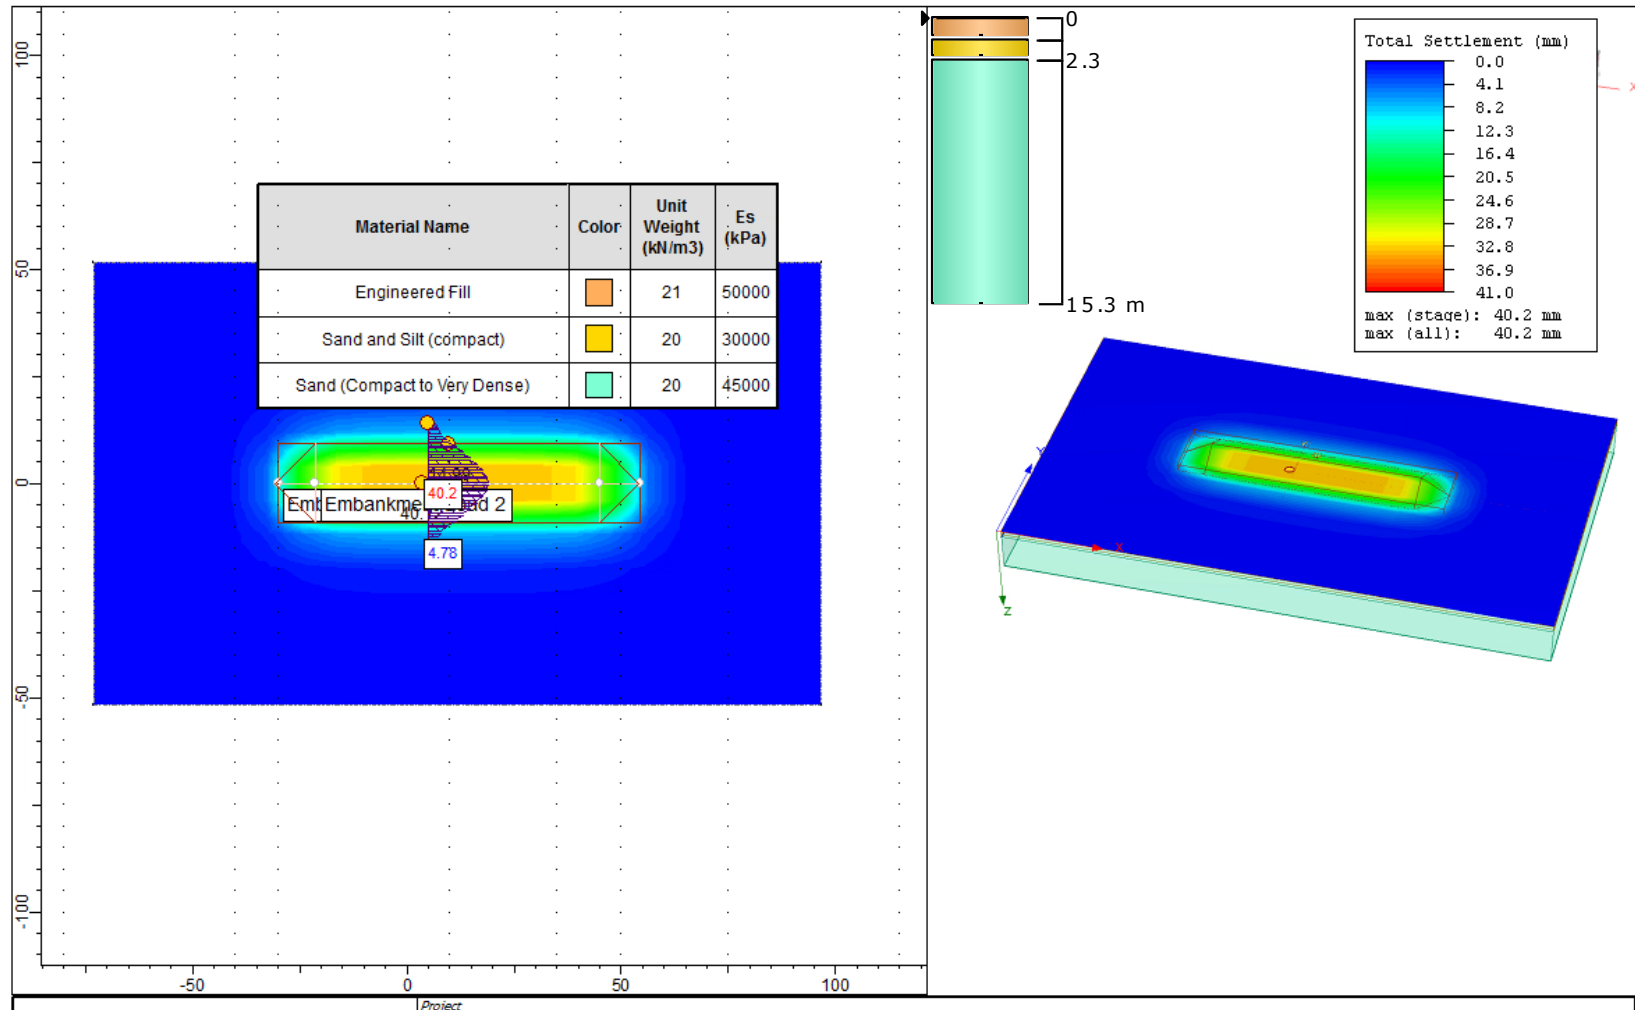 100
50
0
-50
-100
-50
0
50
100
Material Name
Color
Unit
Weight
(kN/m3)
Es
(kPa)
Engineered Fill
21
50000
Sand and Silt (compact)
20
30000
Sand (Compact to Very Dense)
20
45000
40.2
4.78
0
2.3
15.3 m
Total Settlement (mm)
0.0
4.1
8.2
12.3
16.4
20.5
24.6
28.7
32.8
36.9
41.0
max (stage): 40.2 mm
max (all): 40.2 mm
X
Y
X
Z
Project